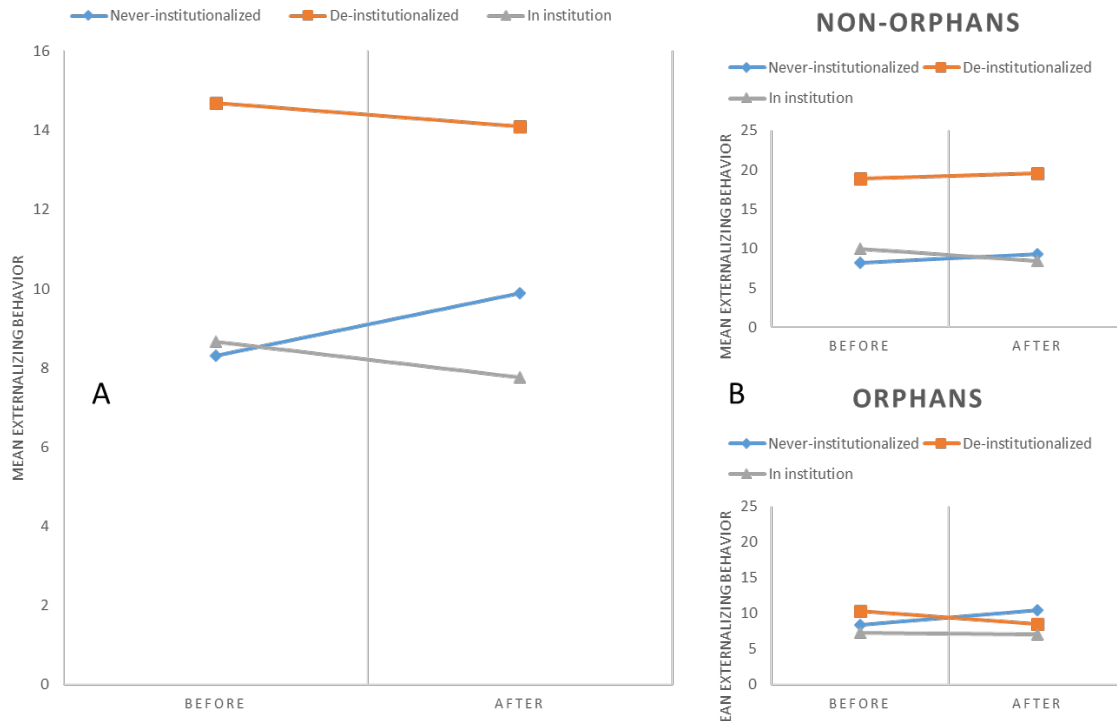 Never-institutionalized De-institutionalized In institution
16
14
12
10
8
6
4
2
0
MEAN EXTERNALIZING BEHAVIOR
A
BEFORE AFTER
NON-ORPHANS
Never-institutionalized De-institutionalized
In institution
25
20
15
10
5
0
MEAN EXTERNALIZING BEHAVIOR
BEFORE AFTER
B
ORPHANS
Never-institutionalized De-institutionalized
In institution
25
20
15
10
5
0
EAN EXTERNALIZING BEHAVIOR
BEFORE AFTER